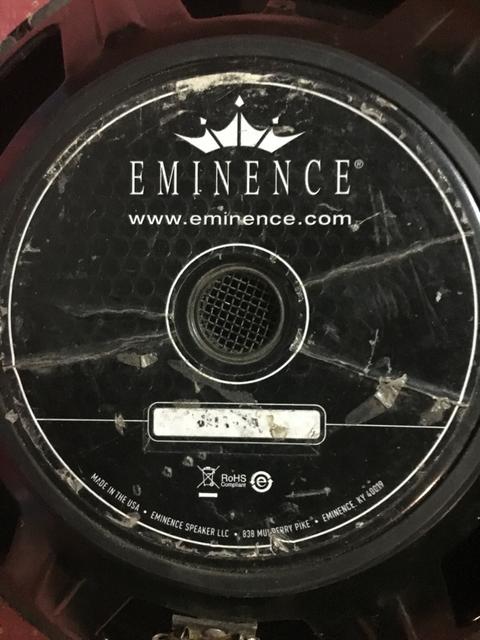 EMINENCE®
www.eminence.com
RoHS
Compliant
MADE IN THE USA • EMINENCE SPEAKER LLC • 838 MULBERRY PIKE • EMINENCE, KY 40019